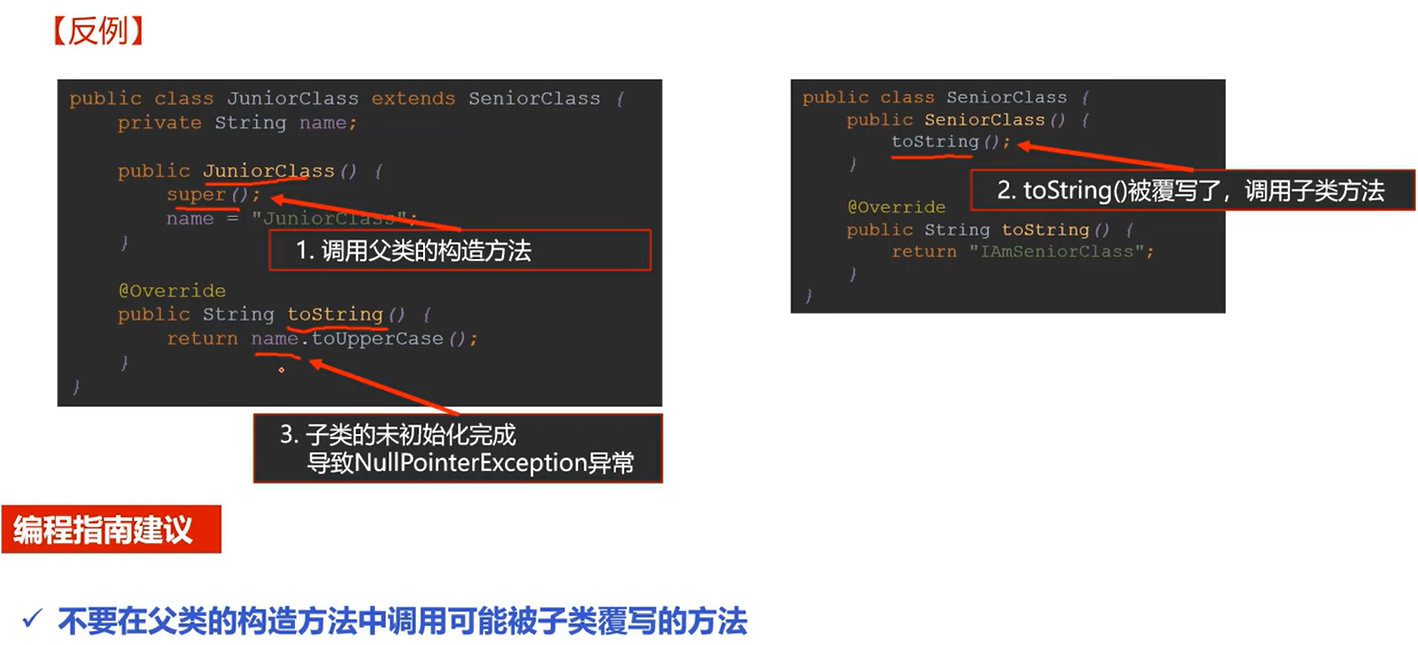 【反例】
public class JuniorClass extends SeniorClass {
private String name;
public JuniorClass() {
super();
name = "JuniorClass";
}
1. 调用父类的构造方法
@Override
public String toString() {
return name.toUpperCase();
}
}
3. 子类的未初始化完成
导致NullPointerException异常
public class SeniorClass {
public SeniorClass() {
toString();
}
2. toString()被覆写了，调用子类方法
@Override
public String toString() {
return "IAmSeniorClass";
}
}
编程指南建议
✓ 不要在父类的构造方法中调用可能被子类覆写的方法